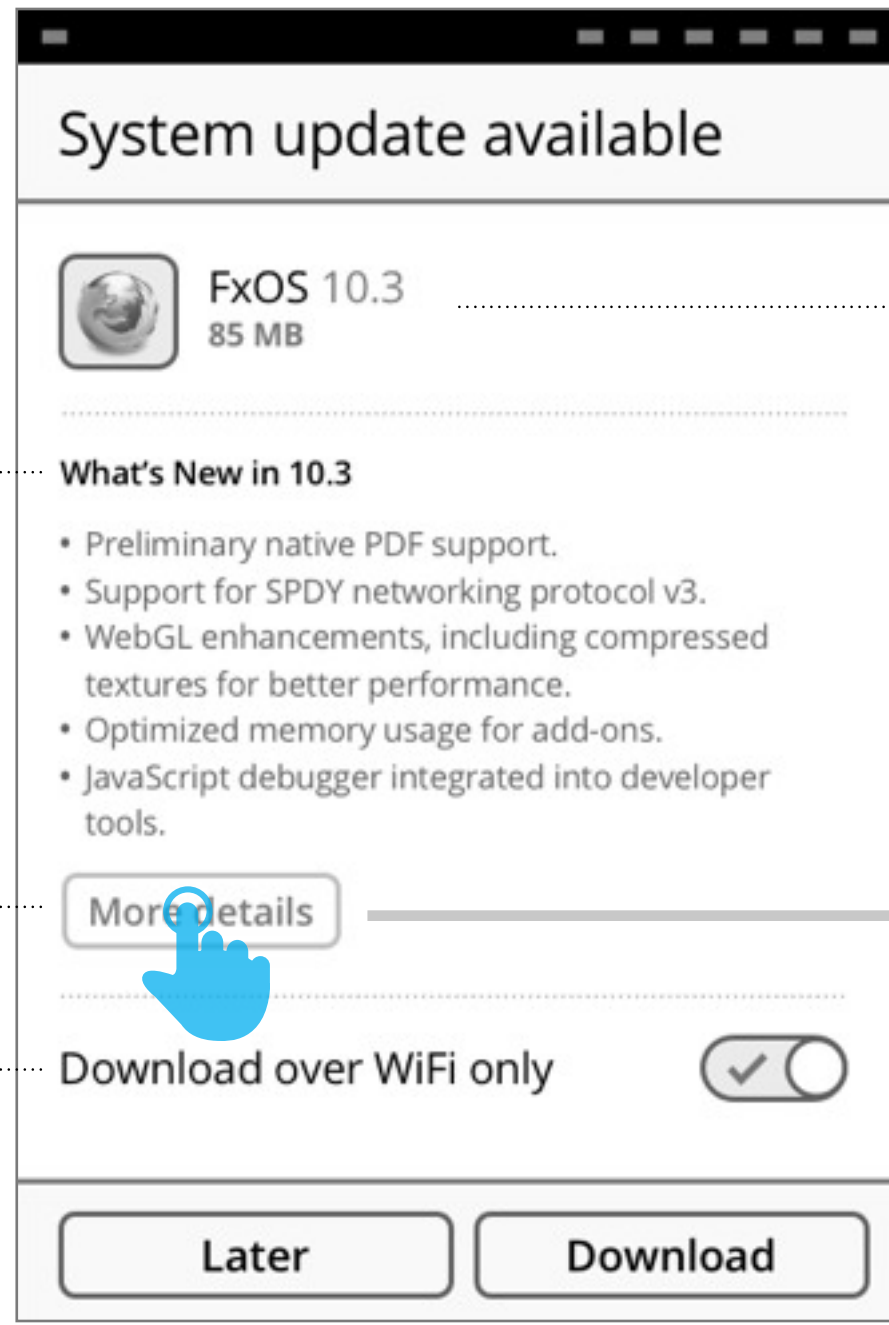 System update available
FxOS 10.3
85 MB
What's New in 10.3
• Preliminary native PDF support.
• Support for SPDY networking protocol v3.
• WebGL enhancements, including compressed
textures for better performance.
• Optimized memory usage for add-ons.
• JavaScript debugger integrated into developer
tools.
More details
Download over WiFi only
Later
Download